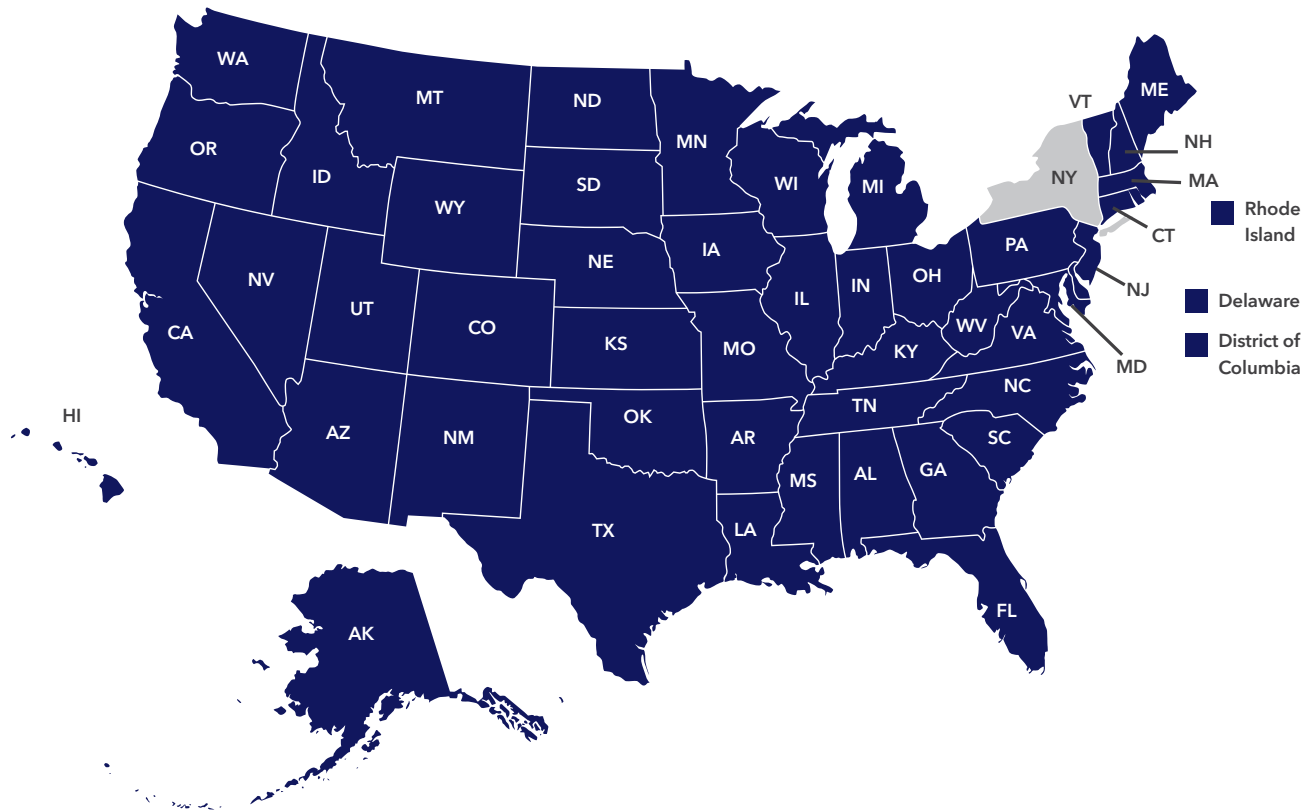 WA
MT
ND
MN
ME
VT
OR
ID
SD
WI
MI
NY
NH
MA
WY
Rhode
Island
CT
IA
NE
PA
OH
NJ
NV
UT
CO
IL
IN
Delaware
CA
KS
MO
WV
VA
KY
MD
District of
Columbia
NC
TN
HI
AZ
NM
OK
AR
SC
MS
AL
GA
TX
LA
FL
AK